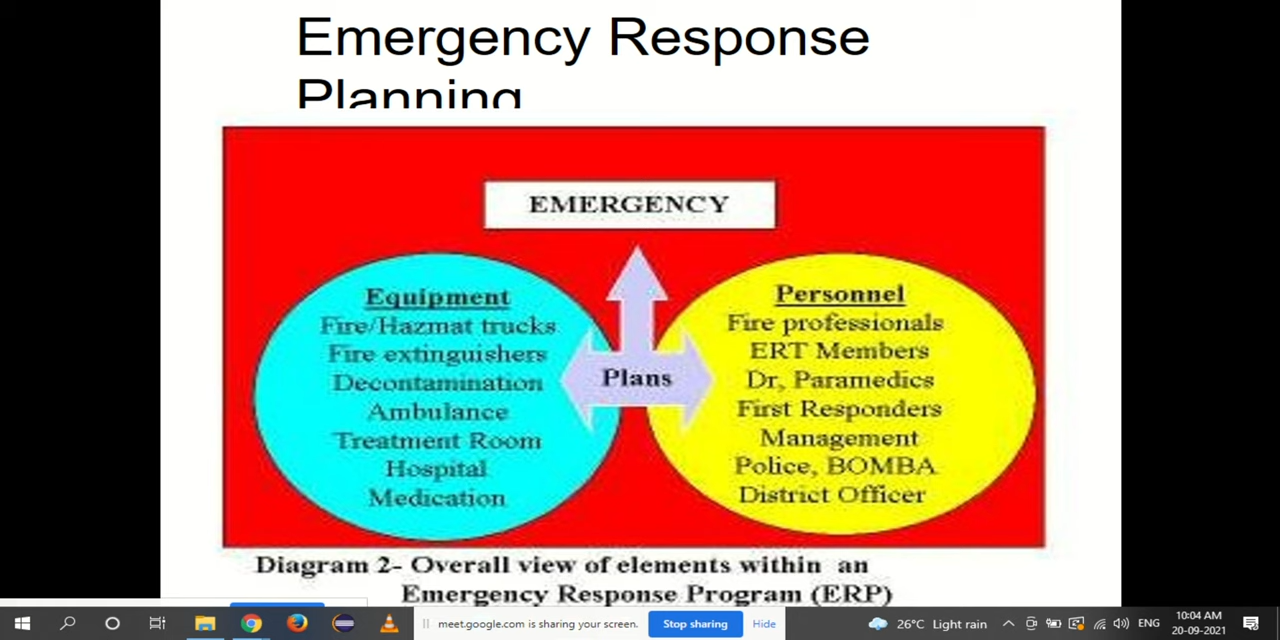 Emergency Response
Planning
EMERGENCY
Equipment
Fire/Hazmat trucks
Fire extinguishers
Decontamination
Ambulance
Treatment Room
Hospital
Medication
Plans
Personnel
Fire professionals
ERT Members
Dr, Paramedics
First Responders
Management
Police, BOMBA
District Officer
Diagram 2- Overall view of elements within an
Emergency Response Program (ERP)
meet.google.com is sharing your screen.
Stop sharing
Hide
26°C Light rain
ENG
10:04 AM
20-09-2021